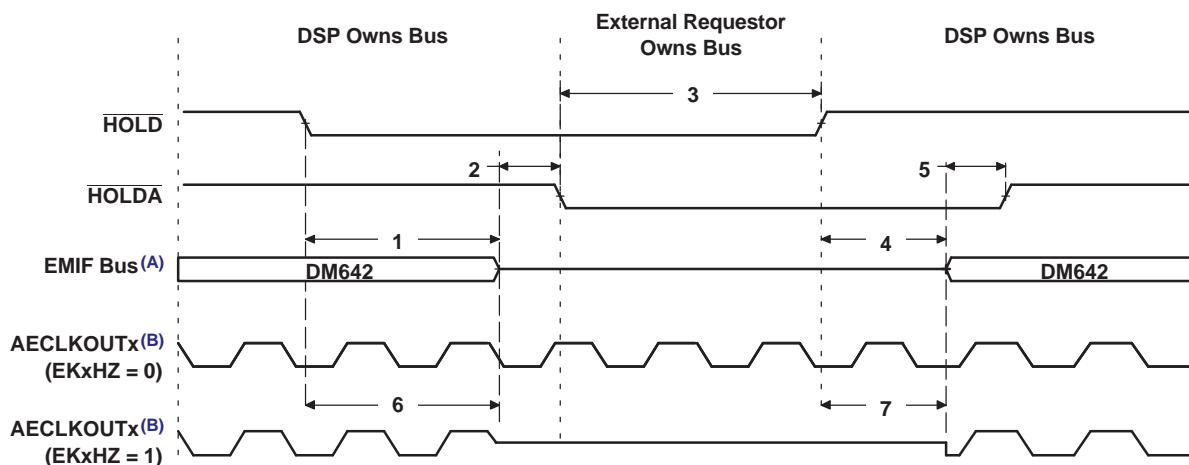 DSP Owns Bus
External Requestor
Owns Bus
DSP Owns Bus
3
HOLD
2
5
HOLDA
1
4
EMIF Bus(A)
DM642
DM642
AECLKOUTx(B)
(EKxHZ = 0)
6
7
AECLKOUTx(B)
(EKxHZ = 1)